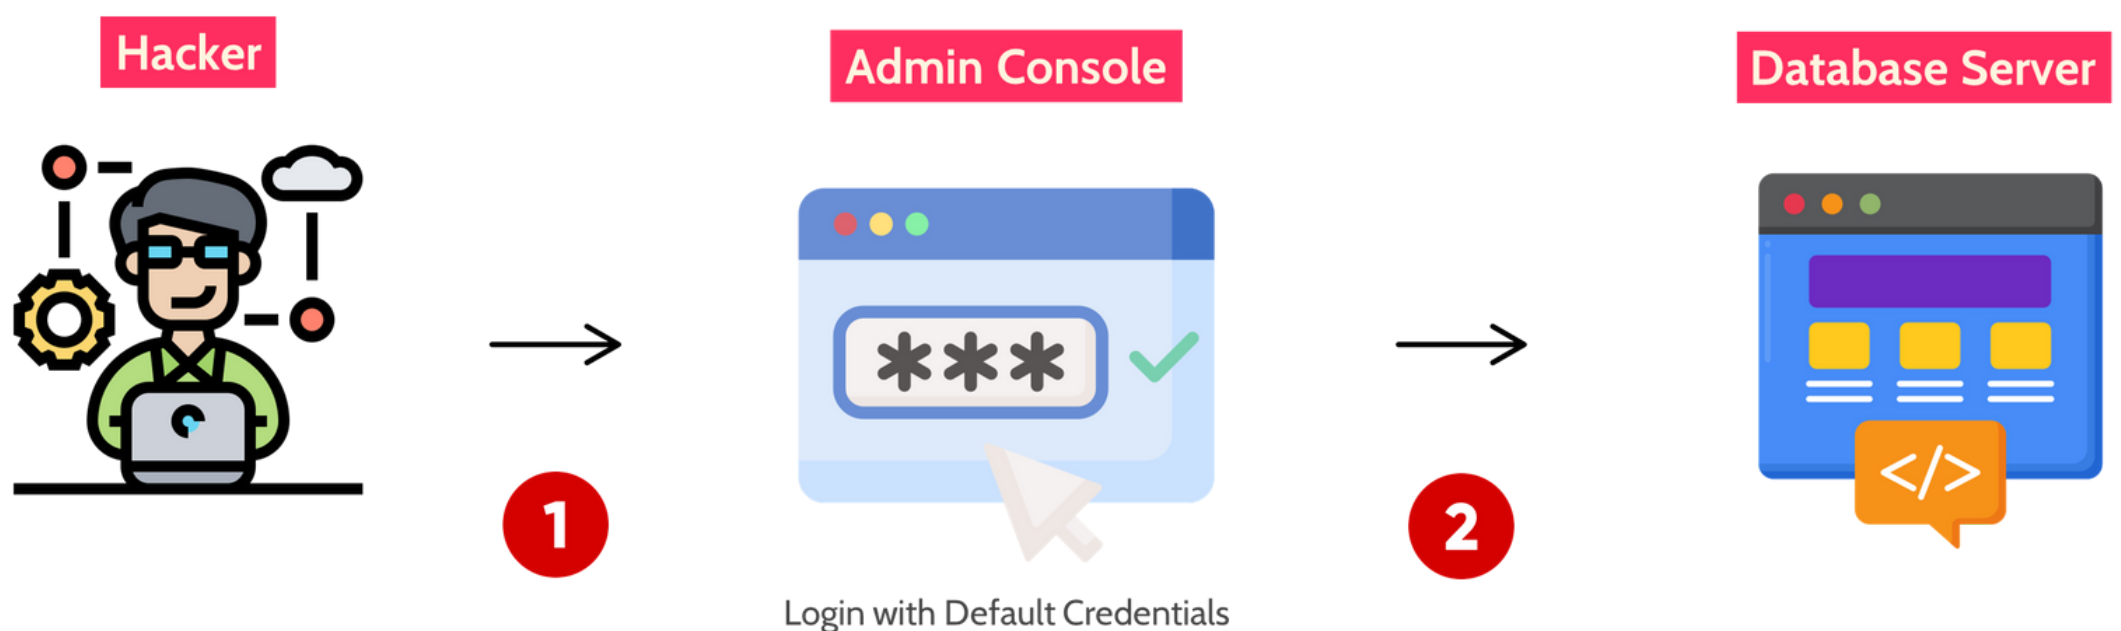 Hacker
Admin Console
Database Server
***
</>
1
2
Login with Default Credentials